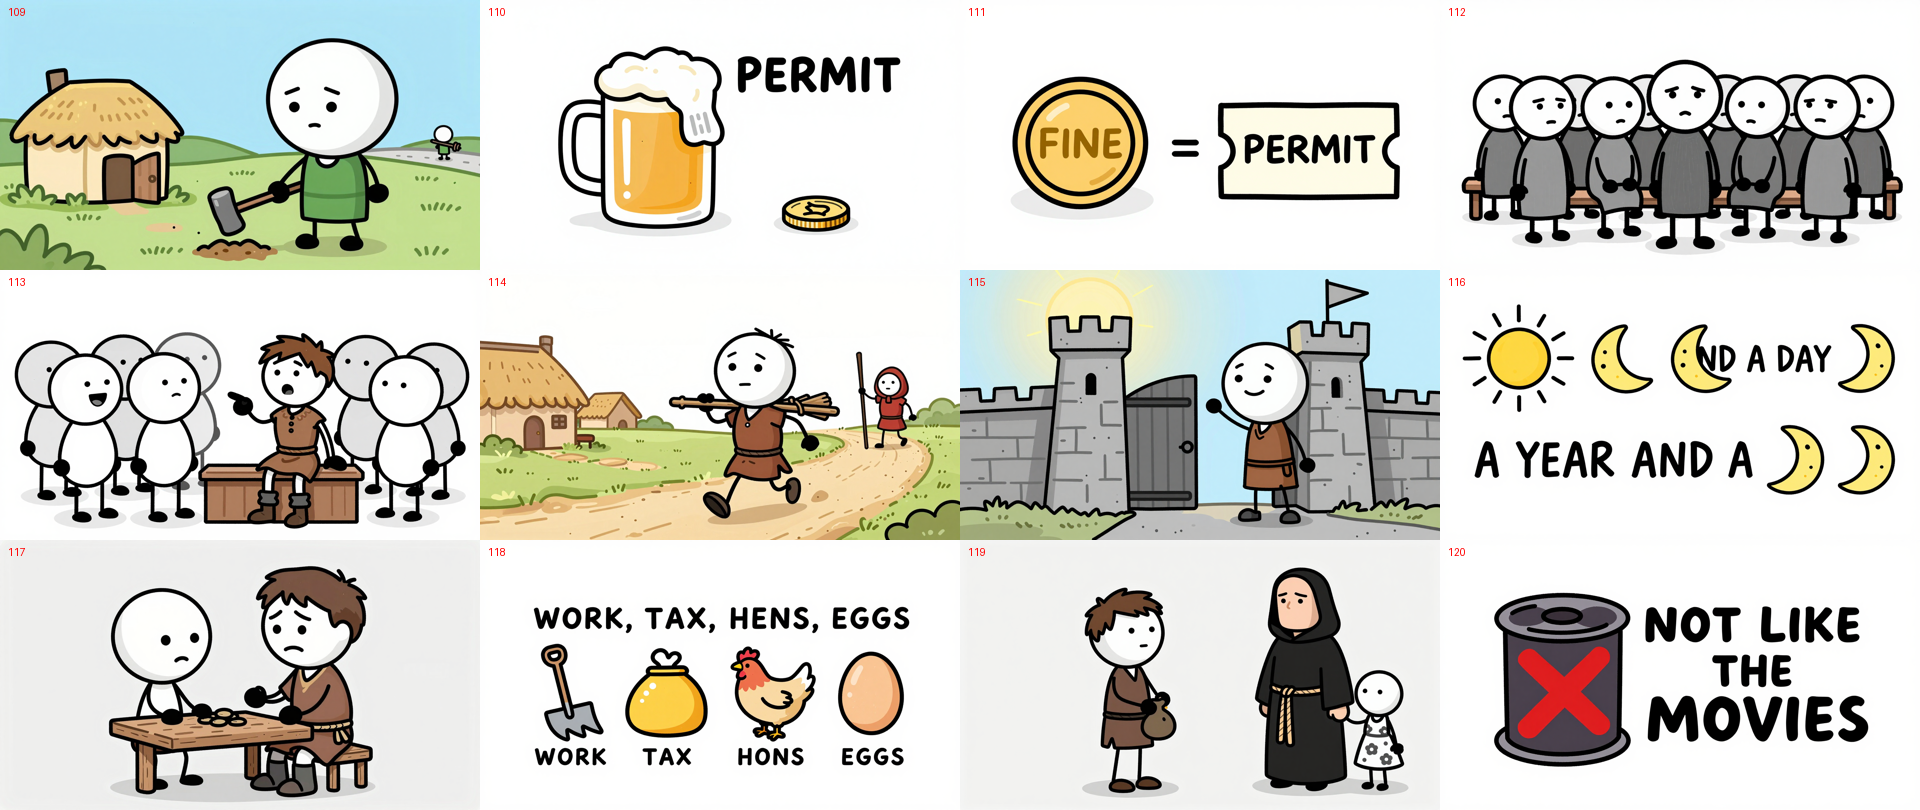 109
110
PERMIT
111
FINE
=
PERMIT
112
113
114
115
116
ND A DAY
A YEAR AND A
117
118
WORK, TAX, HENS, EGGS
WORK
TAX
HONS
EGGS
119
120
NOT LIKE
THE
MOVIES